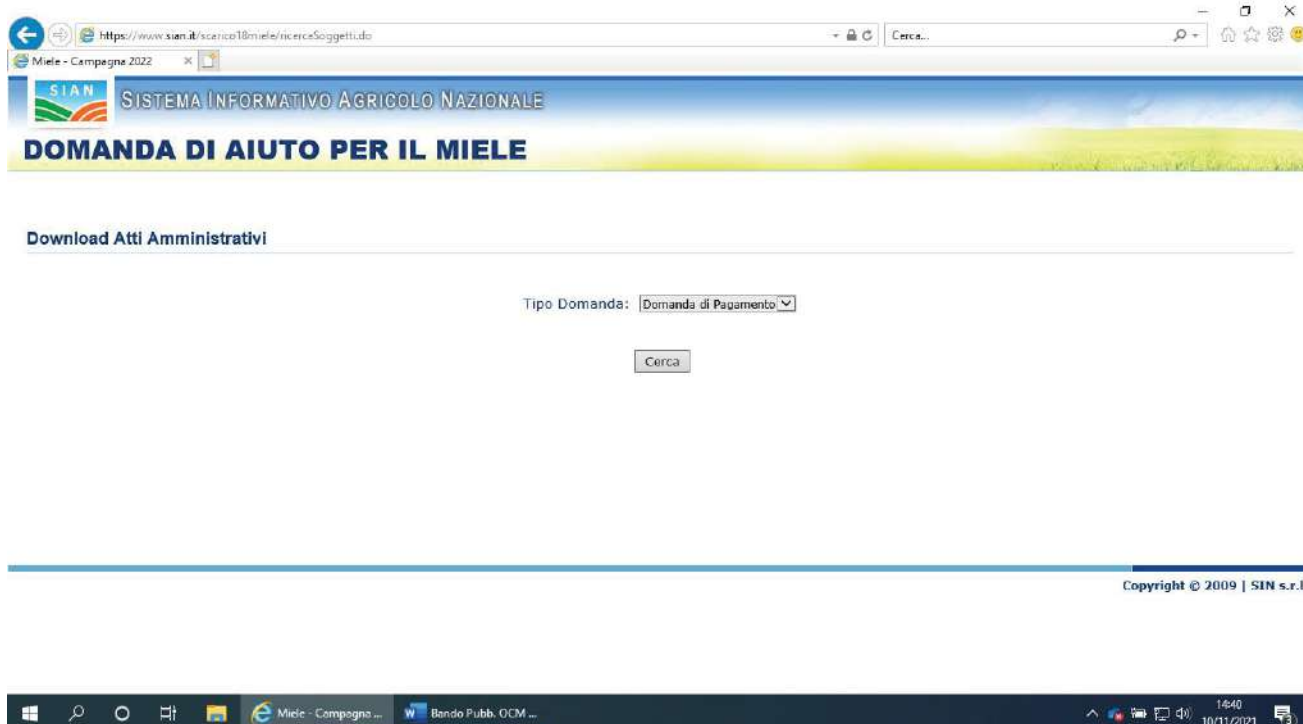 https://www.sian.it/scarico18miele/ricercaSoggetti.do
Cerca...
Miele - Campagna 2022
SIAN
SISTEMA INFORMATIVO AGRICOLO NAZIONALE
DOMANDA DI AIUTO PER IL MIELE
Download Atti Amministrativi
Tipo Domanda: Domanda di Pagamento
Cerca
Copyright © 2009 | SIN s.r.l
Miele - Campagna ...
Bando Pubb. OCM ...
14:40
10/11/2021